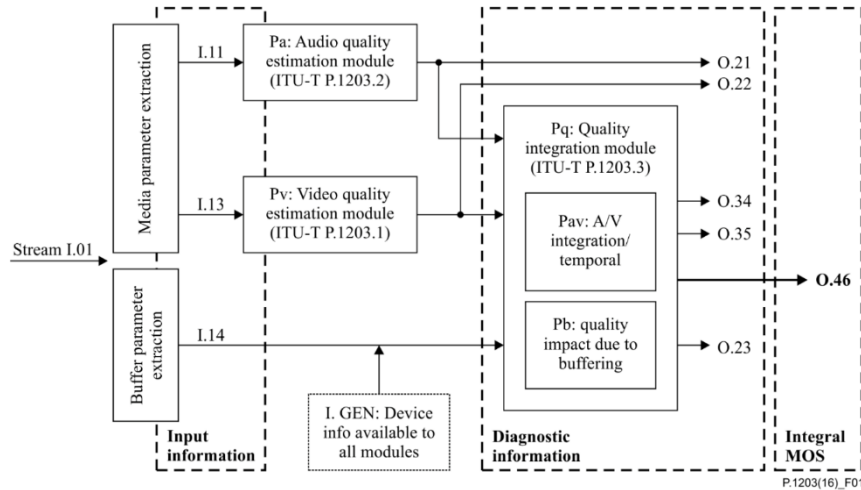 Media parameter extraction
I.11
Pa: Audio quality
estimation module
(ITU-T P.1203.2)
O.21
O.22
Pq: Quality
integration module
(ITU-T P.1203.3)
I.13
Pv: Video quality
estimation module
(ITU-T P.1203.1)
O.34
Pav: A/V
integration/
temporal
O.35
Stream I.01
O.46
Buffer parameter
extraction
I.14
Pb: quality
impact due to
buffering
O.23
I. GEN: Device
info available to
all modules
Input
information
Diagnostic
information
Integral
MOS
P.1203(16)_F01